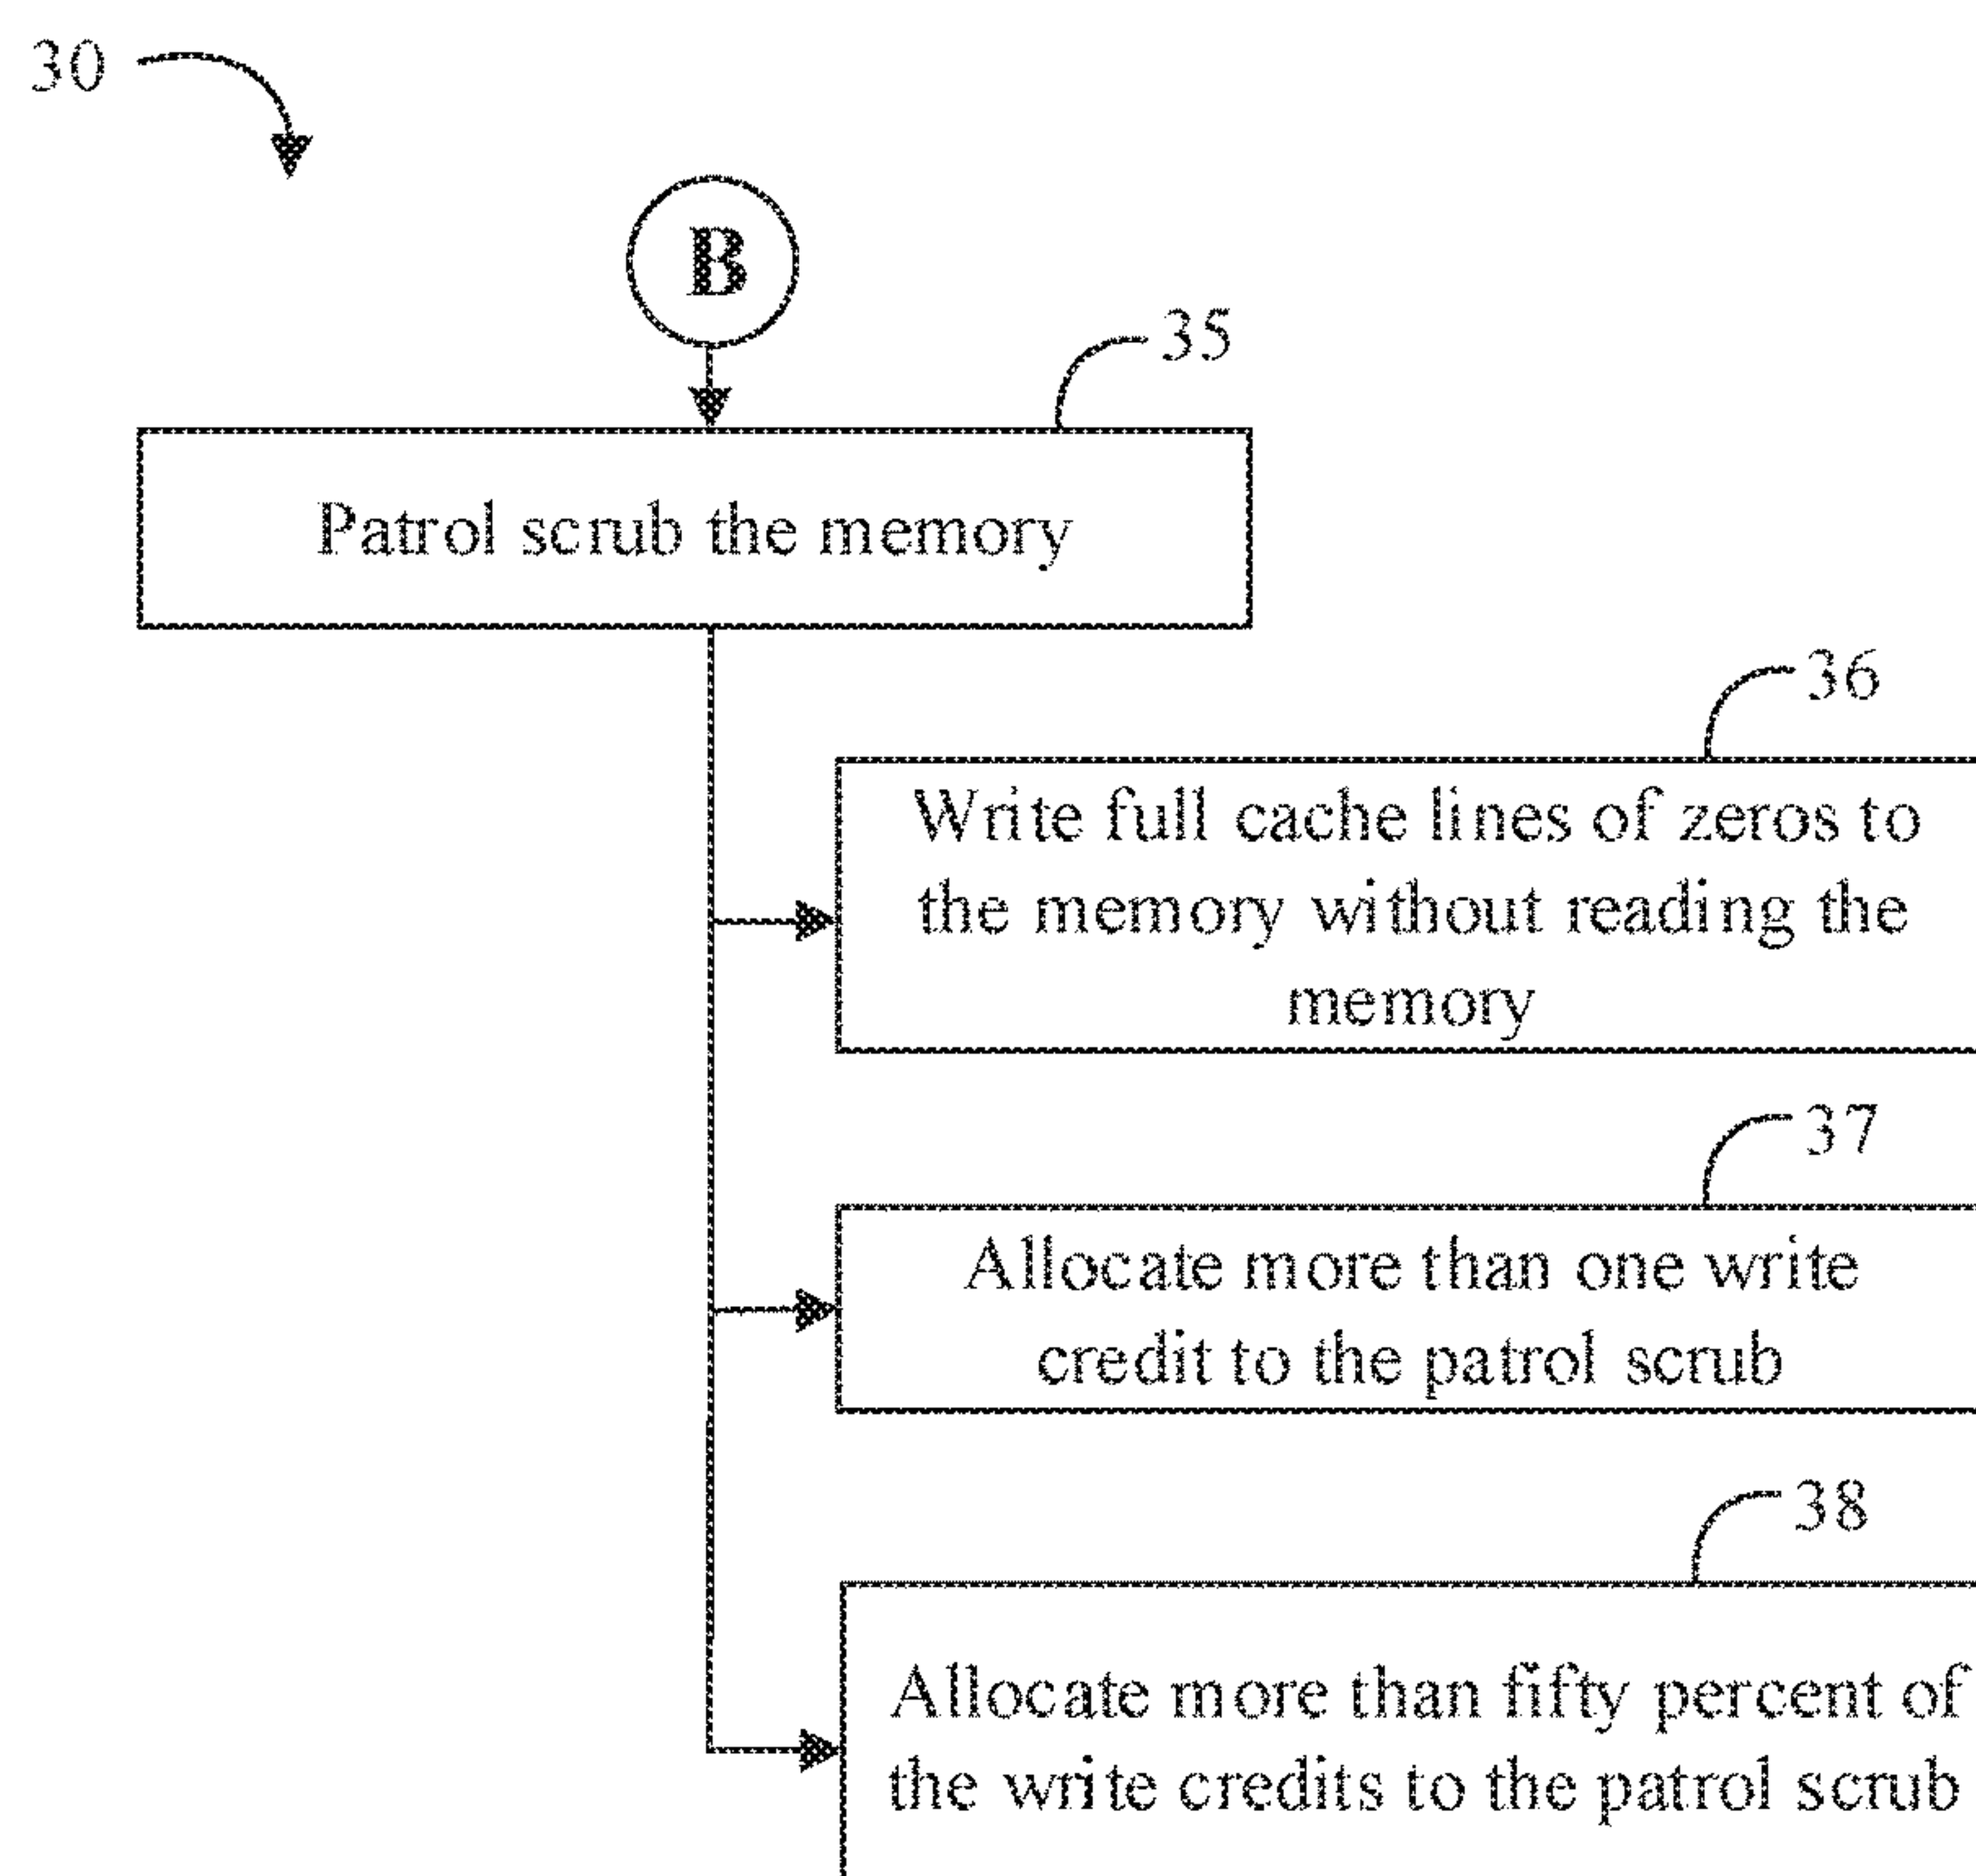 30
B
35
Patrol scrub the memory
36
Write full cache lines of zeros to
the memory without reading the
memory
37
Allocate more than one write
credit to the patrol scrub
38
Allocate more than fifty percent of
the write credits to the patrol scrub